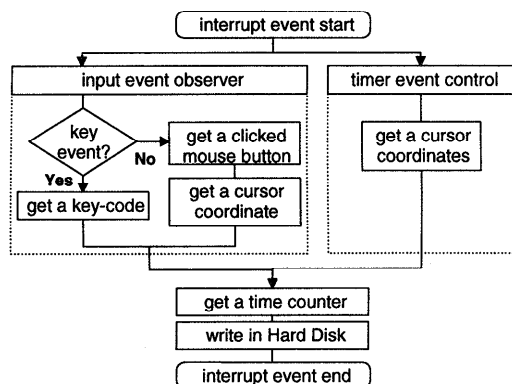 interrupt event start
input event observer
timer event control
key
event?
No
Yes
get a clicked
mouse button
get a cursor
coordinates
get a key-code
get a cursor
coordinate
get a time counter
write in Hard Disk
interrupt event end